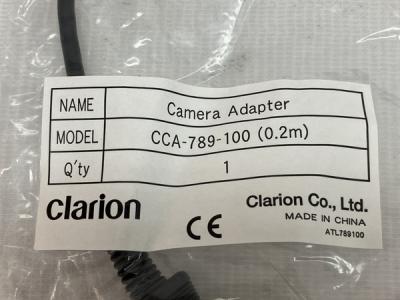 NAME Camera Adapter
MODEL CCA-789-100 (0.2m)
Q'ty 1
clarion CE Clarion Co., Ltd.
MADE IN CHINA
ATL789100